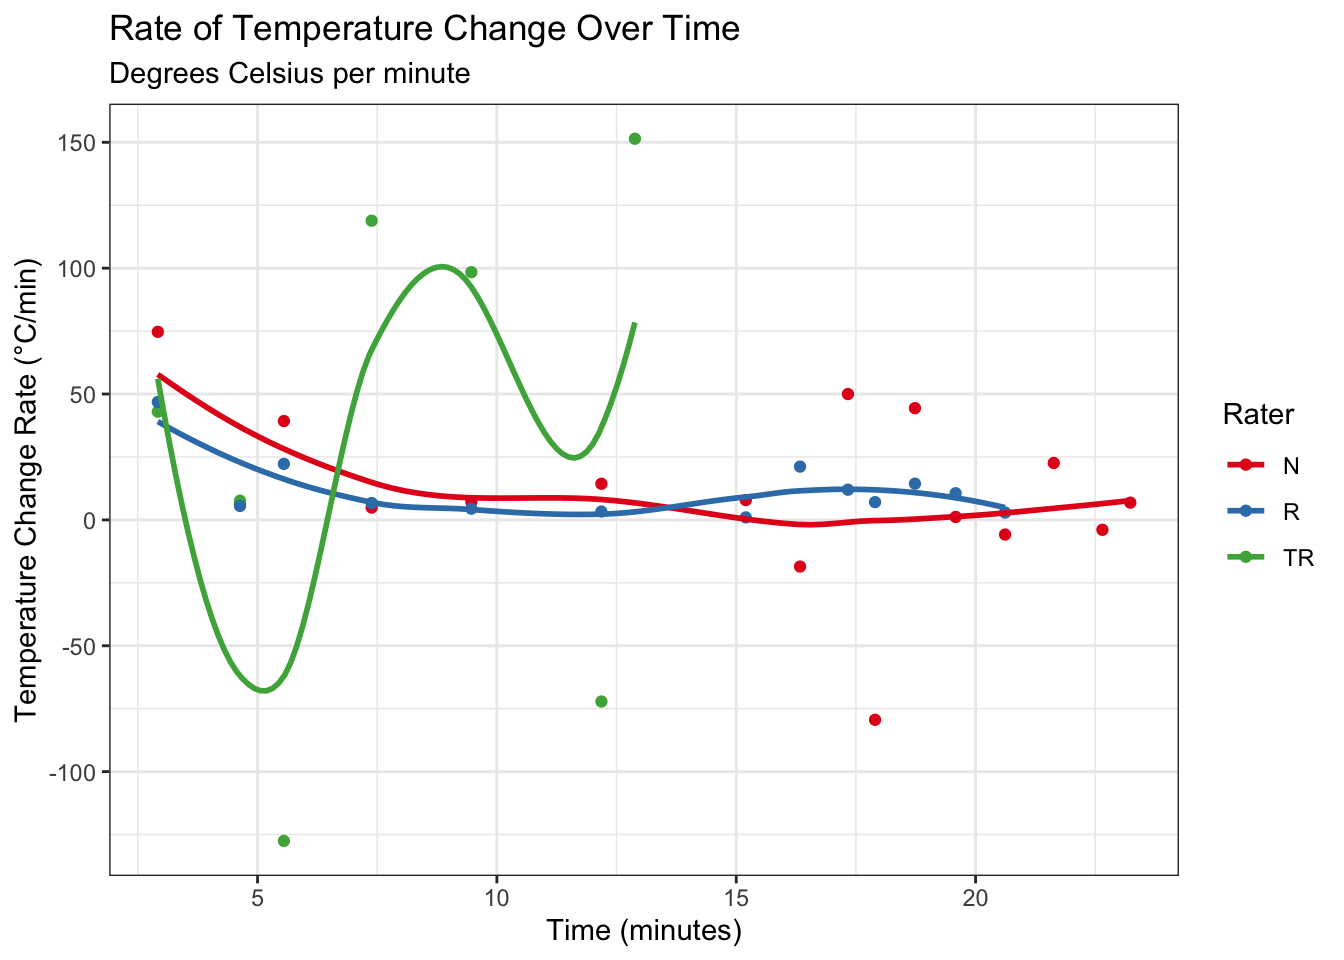 Rate of Temperature Change Over Time
Degrees Celsius per minute
Temperature Change Rate (°C/min)
150
100
50
0
-50
-100
5
10
15
20
Time (minutes)
Rater
N
R
TR